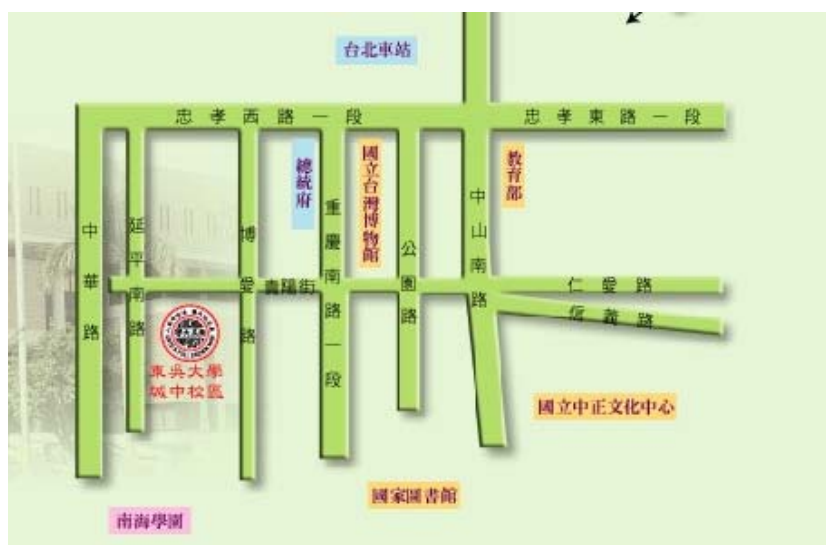 台北車站
忠孝西路一段
忠孝東路一段
總統府
國立台灣博物館
教育部
中華路
延平南路
博愛路
重慶南路一段
公園路
中山南路
貴陽街
仁愛路
信義路
東吳大學
城中校區
國立中正文化中心
國家圖書館
南海學園